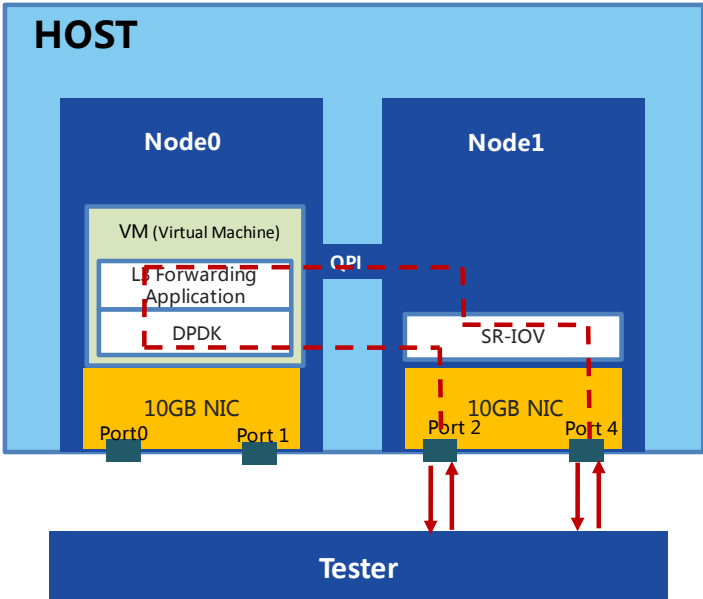 HOST
Node0
Node1
VM (Virtual Machine)
QPI
L3 Forwarding
Application
DPDK
SR-IOV
10GB NIC
10GB NIC
Port0
Port 1
Port 2
Port 4
Tester